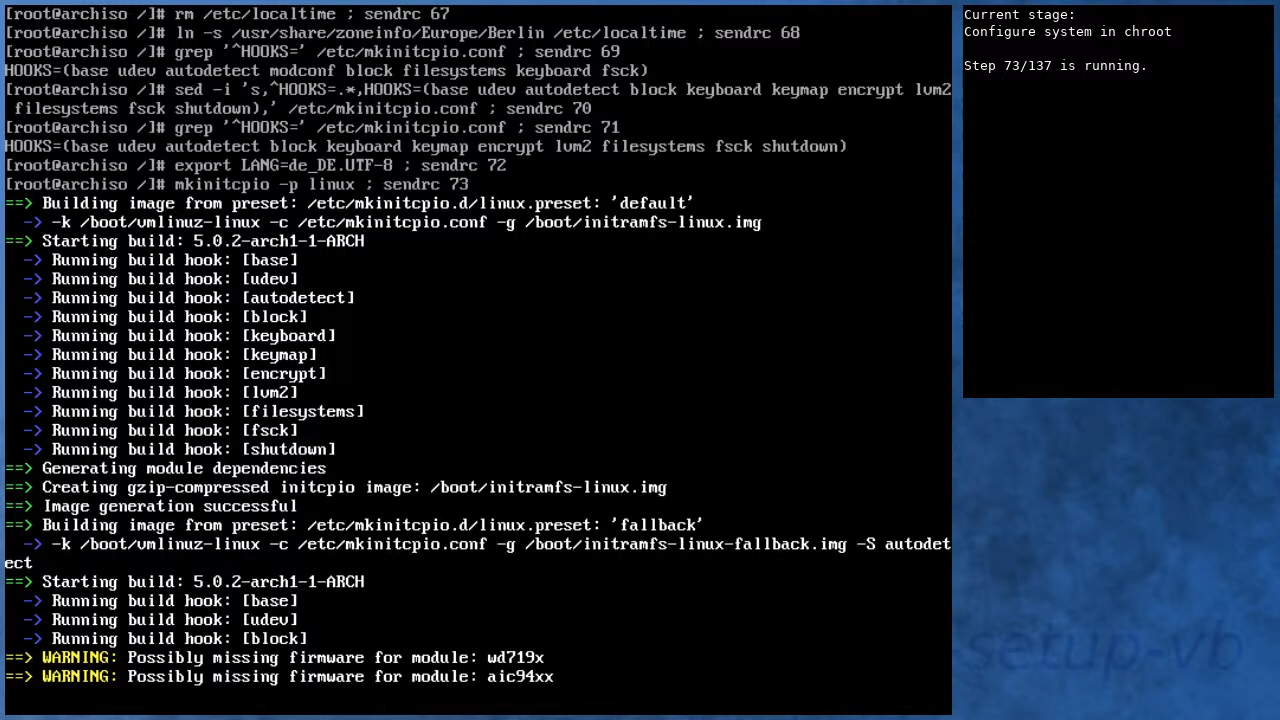 [root@archiso /]# rm /etc/localtime ; sendrc 67
[root@archiso /]# ln -s /usr/share/zoneinfo/Europe/Berlin /etc/localtime ; sendrc 68
[root@archiso /]# grep '^HOOKS=' /etc/mkinitcpio.conf ; sendrc 69
HOOKS=(base udev autodetect modconf block filesystems keyboard fsck)
[root@archiso /]# sed -i 's,^HOOKS=.*,HOOKS=(base udev autodetect block keyboard keymap encrypt lvm2
 filesystems fsck shutdown),' /etc/mkinitcpio.conf ; sendrc 70
[root@archiso /]# grep '^HOOKS=' /etc/mkinitcpio.conf ; sendrc 71
HOOKS=(base udev autodetect block keyboard keymap encrypt lvm2 filesystems fsck shutdown)
[root@archiso /]# export LANG=de_DE.UTF-8 ; sendrc 72
[root@archiso /]# mkinitcpio -p linux ; sendrc 73
==> Building image from preset: /etc/mkinitcpio.d/linux.preset: 'default'
  -> -k /boot/vmlinuz-linux -c /etc/mkinitcpio.conf -g /boot/initramfs-linux.img
==> Starting build: 5.0.2-arch1-1-ARCH
  -> Running build hook: [base]
  -> Running build hook: [udev]
  -> Running build hook: [autodetect]
  -> Running build hook: [block]
  -> Running build hook: [keyboard]
  -> Running build hook: [keymap]
  -> Running build hook: [encrypt]
  -> Running build hook: [lvm2]
  -> Running build hook: [filesystems]
  -> Running build hook: [fsck]
  -> Running build hook: [shutdown]
==> Generating module dependencies
==> Creating gzip-compressed initcpio image: /boot/initramfs-linux.img
==> Image generation successful
==> Building image from preset: /etc/mkinitcpio.d/linux.preset: 'fallback'
  -> -k /boot/vmlinuz-linux -c /etc/mkinitcpio.conf -g /boot/initramfs-linux-fallback.img -S autodet
ect
==> Starting build: 5.0.2-arch1-1-ARCH
  -> Running build hook: [base]
  -> Running build hook: [udev]
  -> Running build hook: [block]
==> WARNING: Possibly missing firmware for module: wd719x
==> WARNING: Possibly missing firmware for module: aic94xx
Current stage:
Configure system in chroot
Step 73/137 is running.
setup-vb